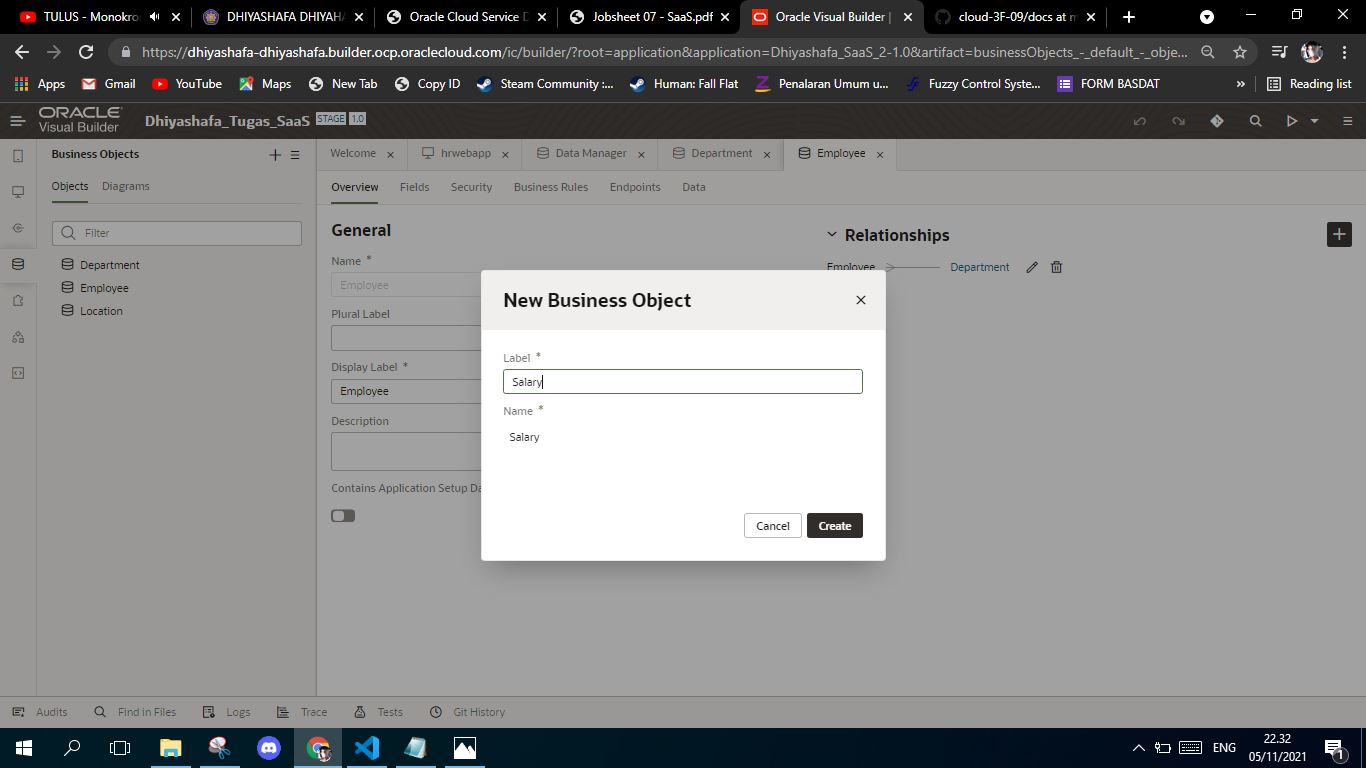 TULUS - Monokro
DHIYASHAFA DHIYAHA
Oracle Cloud Service D
Jobsheet 07 - SaaS.pdf
Oracle Visual Builder |
cloud-3F-09/docs at m
https://dhiyashafa-dhiyashafa.builder.ocp.oraclecloud.com/ic/builder/?root=application&application=Dhiyashafa_SaaS_2-1.0&artifact=businessObjects_-_default_-_obje...
Apps Gmail YouTube Maps New Tab Copy ID Steam Community :... Human: Fall Flat Penalaran Umum u... Fuzzy Control Syste... FORM BASDAT » Reading list
ORACLE
Visual Builder
Dhiyashafa_Tugas_SaaS STAGE 1.0
Business Objects
Welcome hrwebapp Data Manager Department Employee
Objects Diagrams
Overview Fields Security Business Rules Endpoints Data
Filter
Department
Employee
Location
General
Name *
Employee
Plural Label
Display Label *
Employee
Description
Contains Application Setup Da
Relationships
Employee Department
New Business Object
Label *
Salary
Name *
Salary
Cancel Create
Audits Find in Files Logs Trace Tests Git History
ENG
22.32
05/11/2021
1